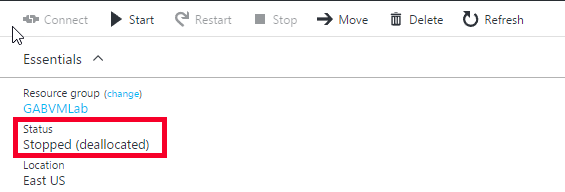 Connect Start Restart Stop Move Delete Refresh
Essentials
Resource group (change)
GABVMLab
Status
Stopped (deallocated)
Location
East US